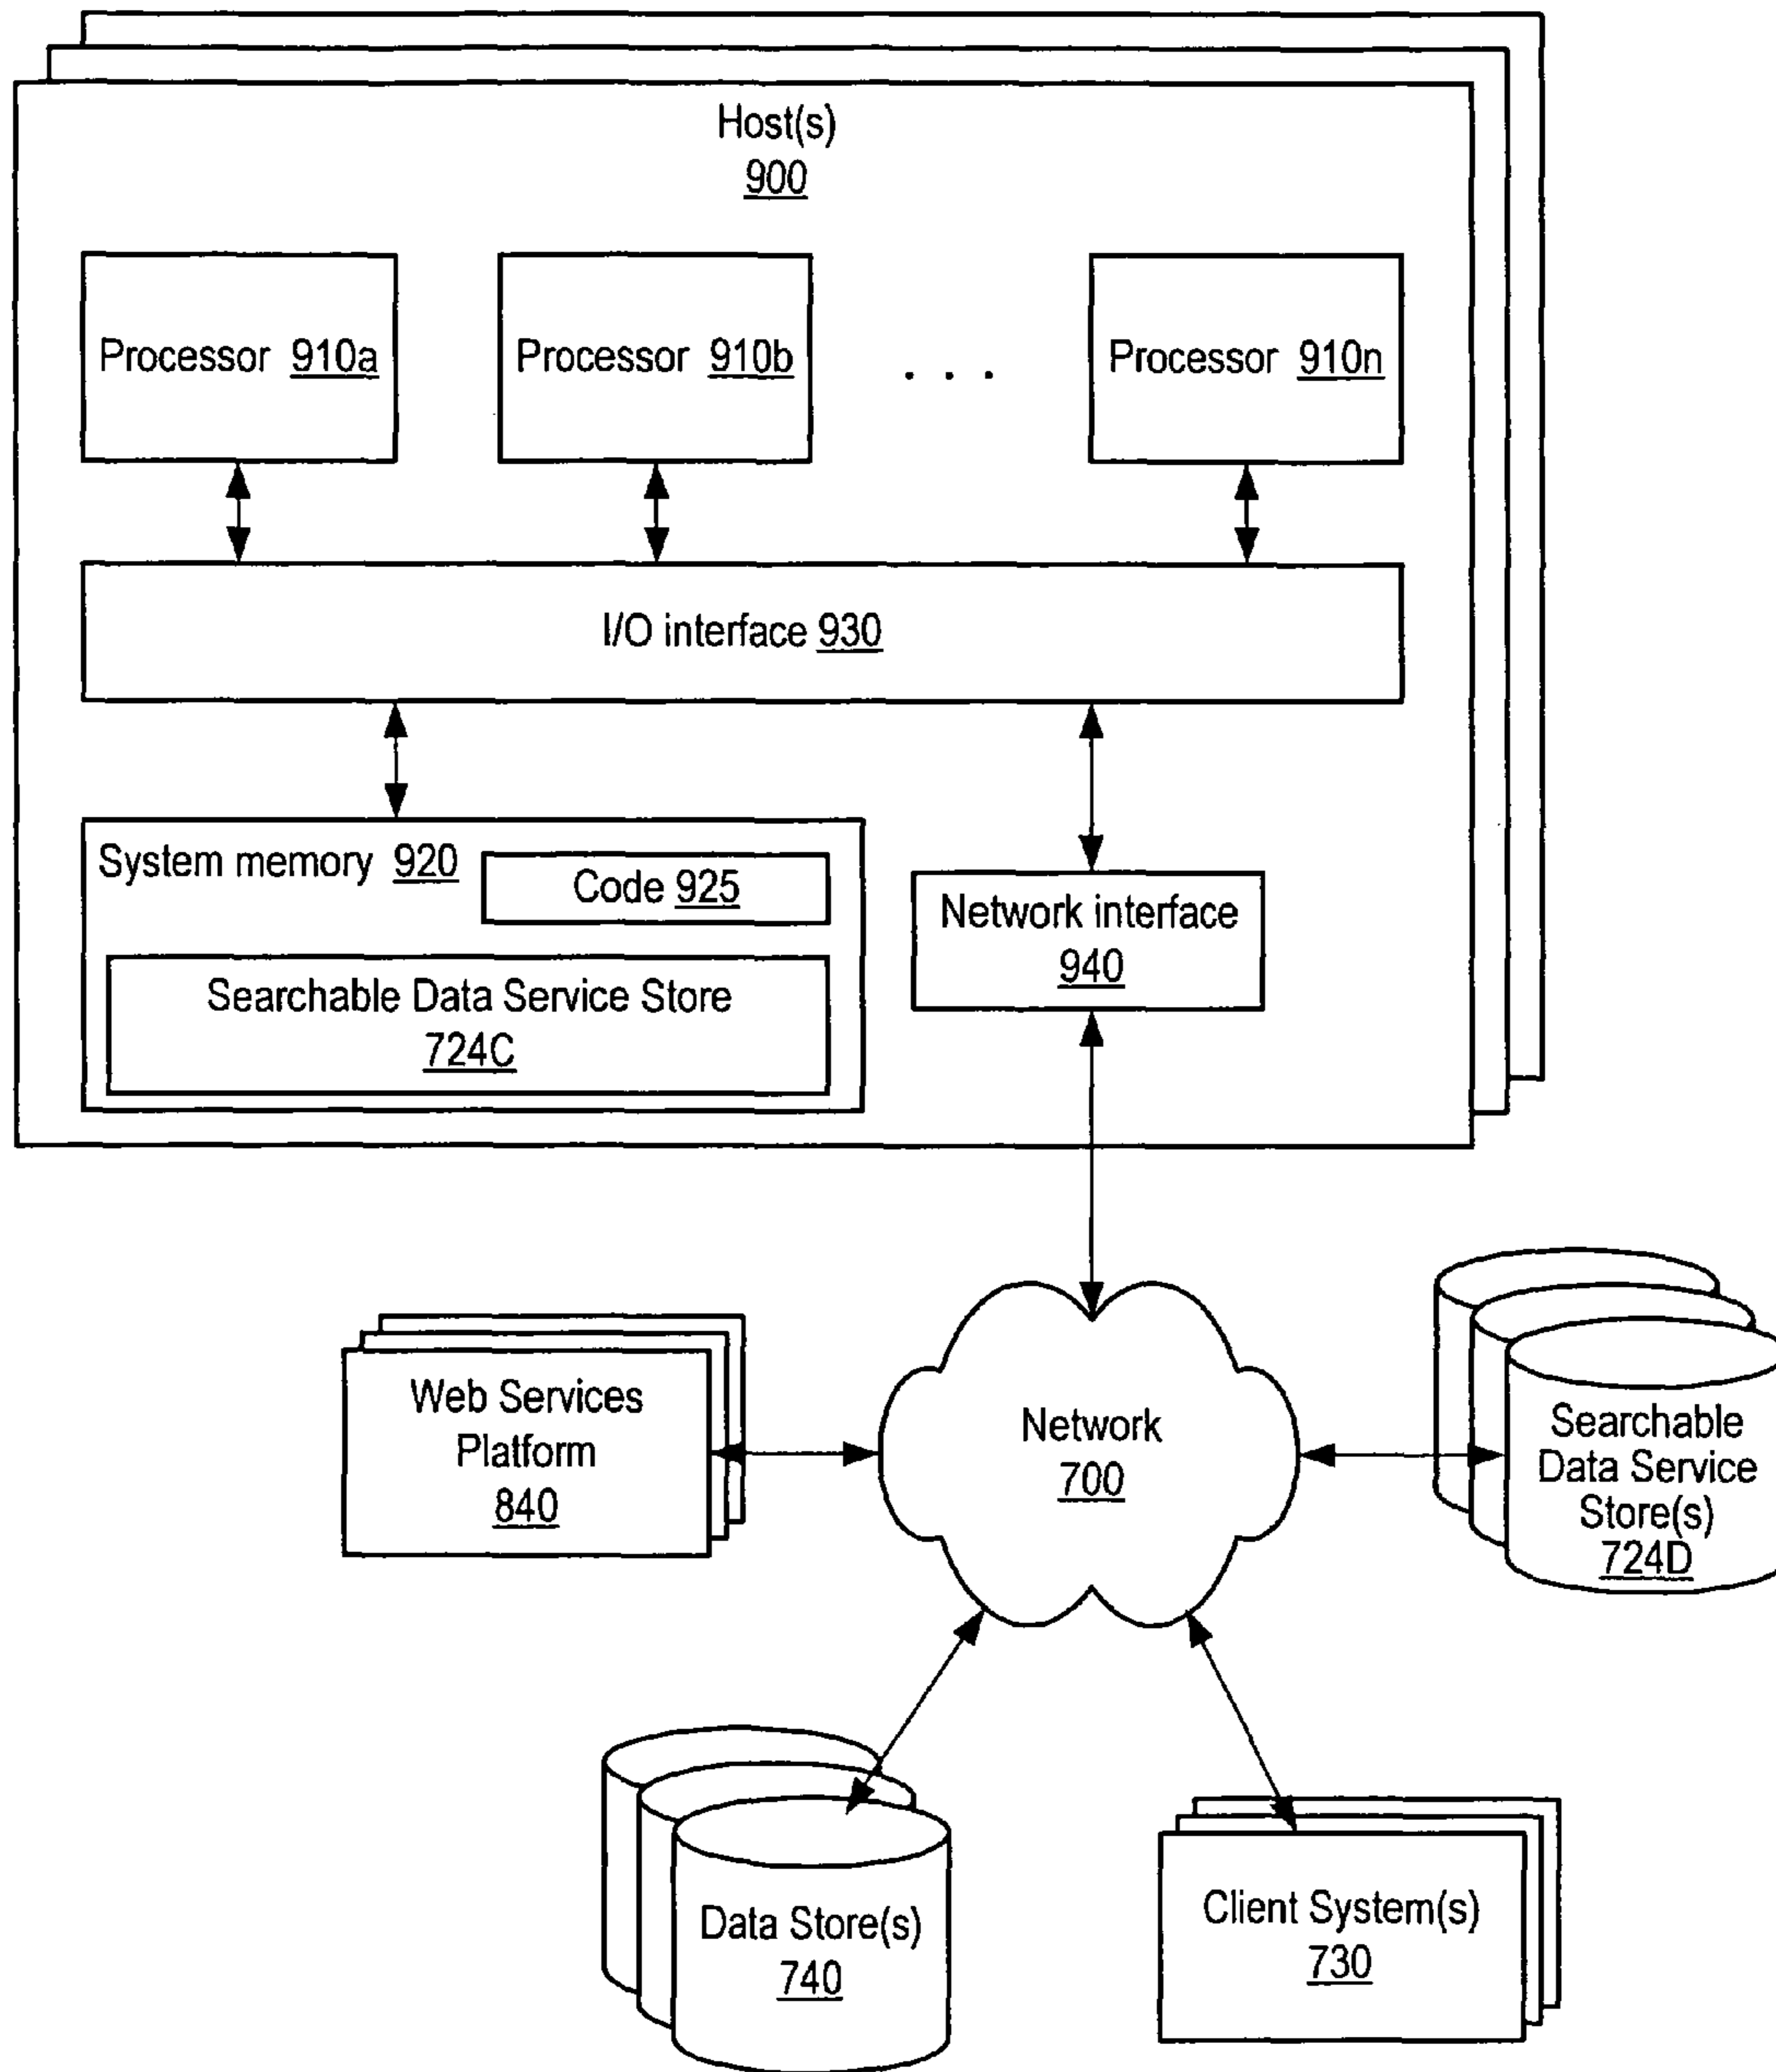 Host(s)
900
Processor 910a
Processor 910b
. . .
Processor 910n
I/O interface 930
System memory 920
Code 925
Searchable Data Service Store
724C
Network interface
940
Web Services
Platform
840
Network
700
Searchable
Data Service
Store(s)
724D
Data Store(s)
740
Client System(s)
730